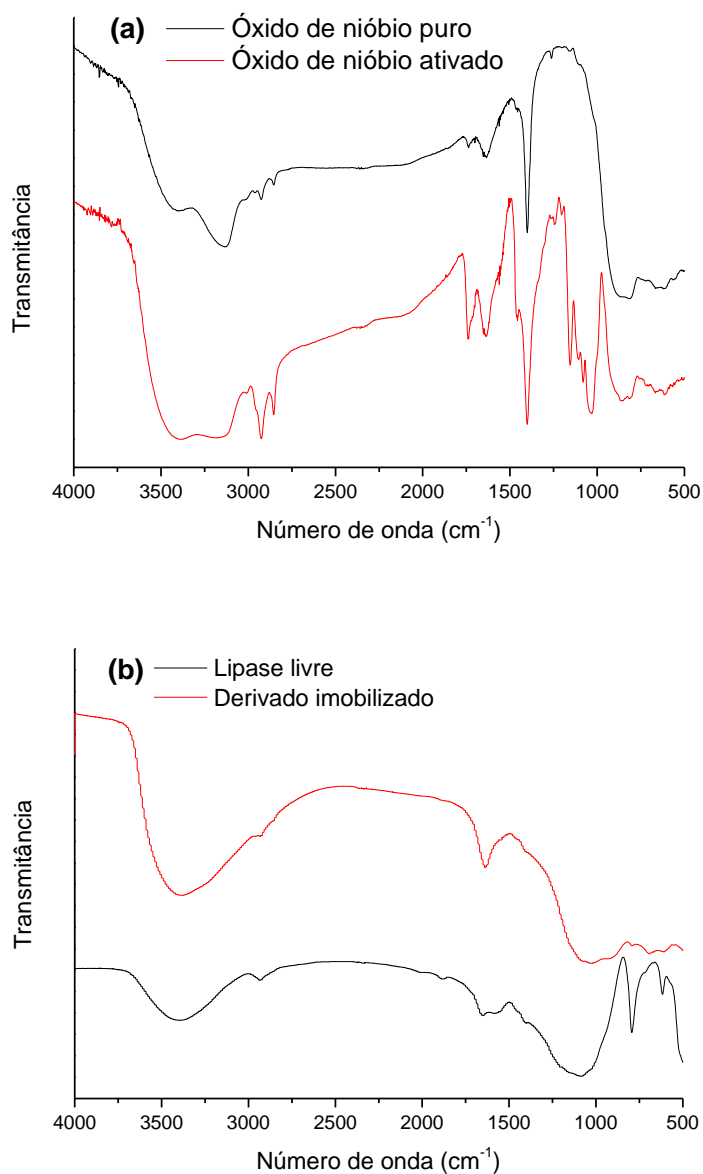 (a)
Óxido de nióbio puro
Óxido de nióbio ativado
Transmitância
4000 3500 3000 2500 2000 1500 1000 500
Número de onda (cm-1)
(b)
Lipase livre
Derivado imobilizado
Transmitância
4000 3500 3000 2500 2000 1500 1000 500
Número de onda (cm-1)